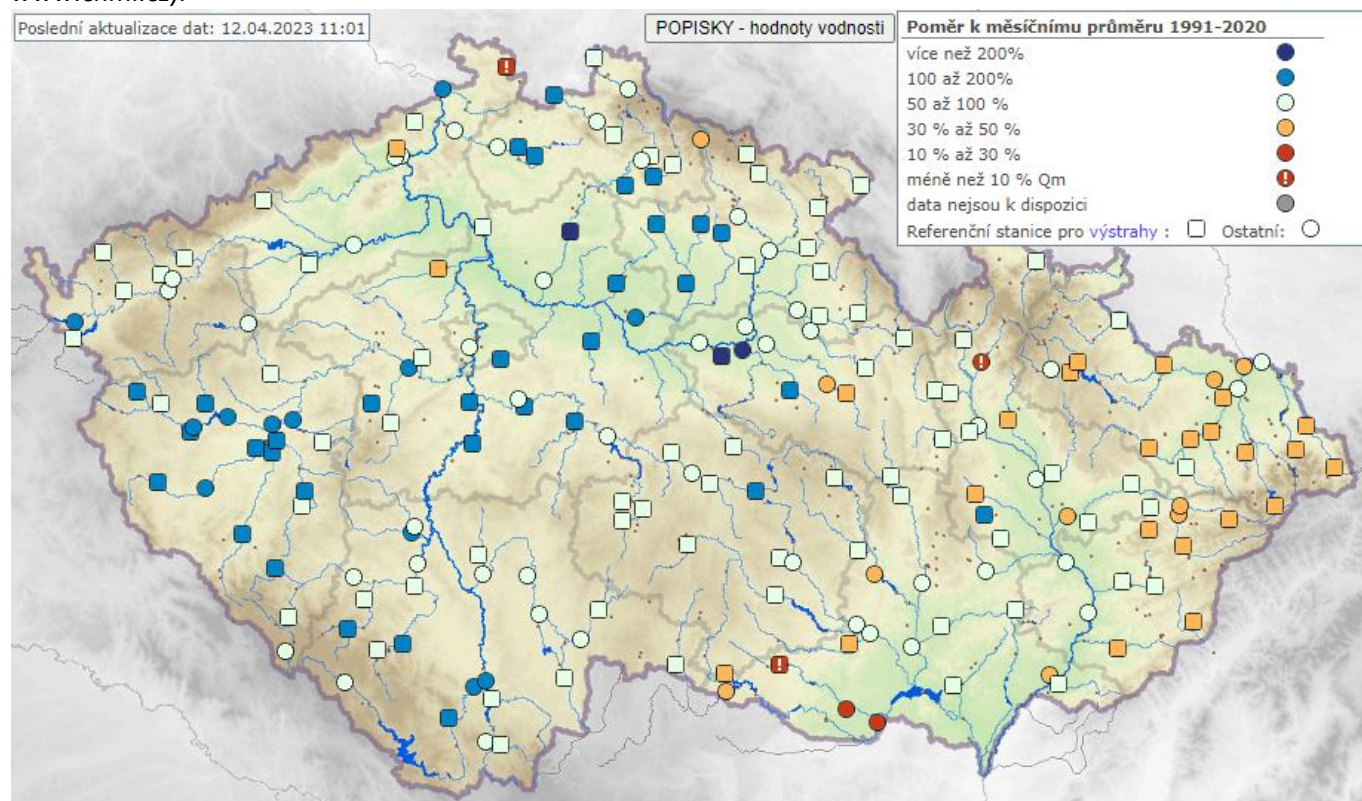 Poslední aktualizace dat: 12.04.2023 11:01
POPISKY - hodnoty vodnosti
Poměr k měsíčnímu průměru 1991-2020
více než 200%
100 až 200%
50 až 100 %
30 % až 50 %
10 % až 30 %
méně než 10 % Qm
data nejsou k dispozici
Referenční stanice pro výstrahy : Ostatní: